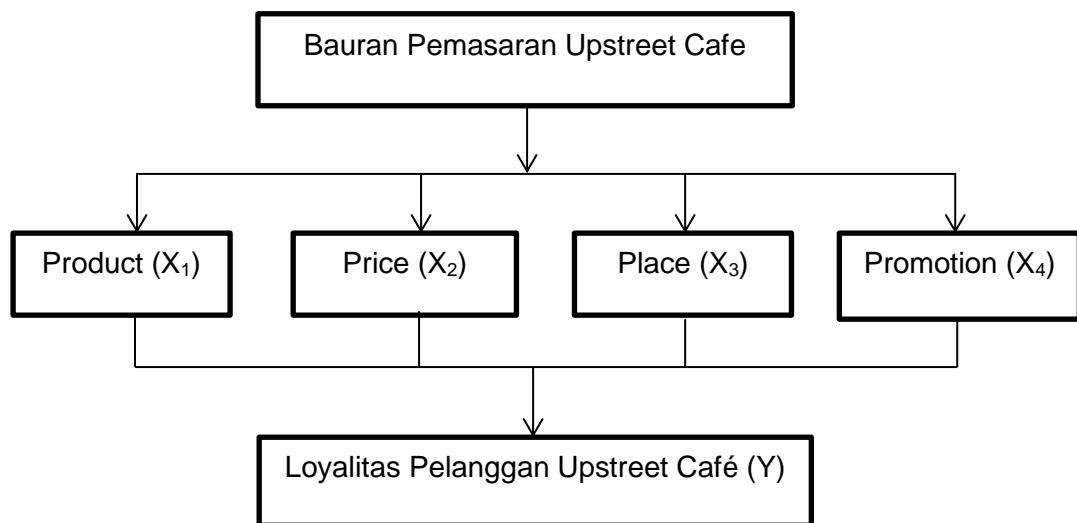 Bauran Pemasaran Upstreet Cafe
Product (X₁)
Price (X₂)
Place (X₃)
Promotion (X₄)
Loyalitas Pelanggan Upstreet Café (Y)